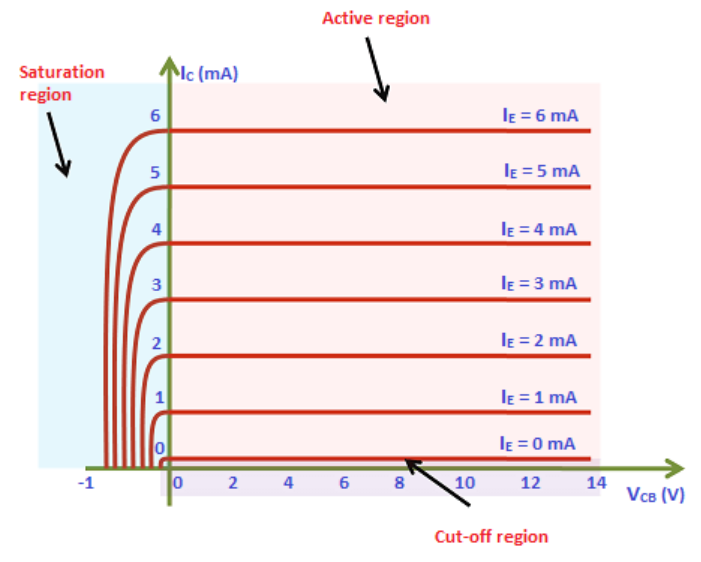 Active region
Saturation
region
IC (mA)
6
IE = 6 mA
5
IE = 5 mA
4
IE = 4 mA
3
IE = 3 mA
2
IE = 2 mA
1
IE = 1 mA
0
IE = 0 mA
-1 0 2 4 6 8 10 12 14
VCB (V)
Cut-off region